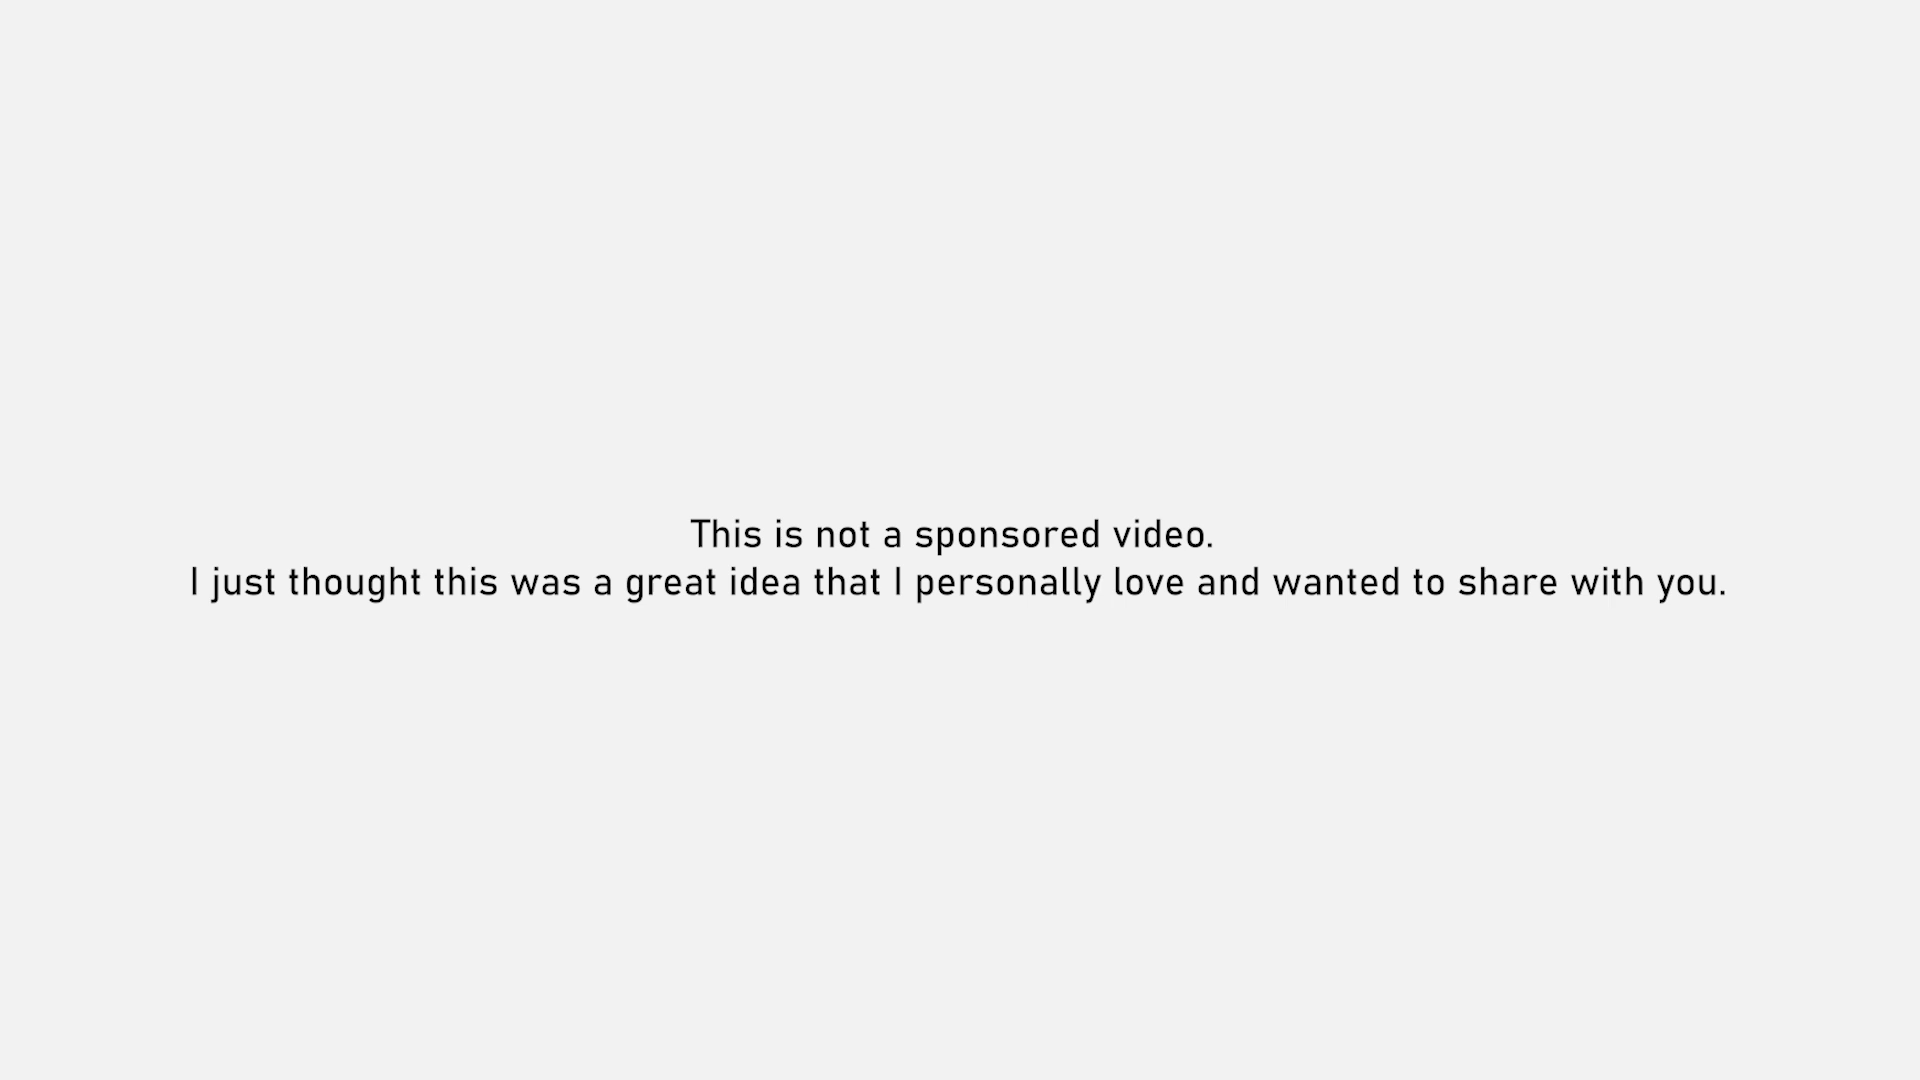 This is not a sponsored video.
I just thought this was a great idea that I personally love and wanted to share with you.